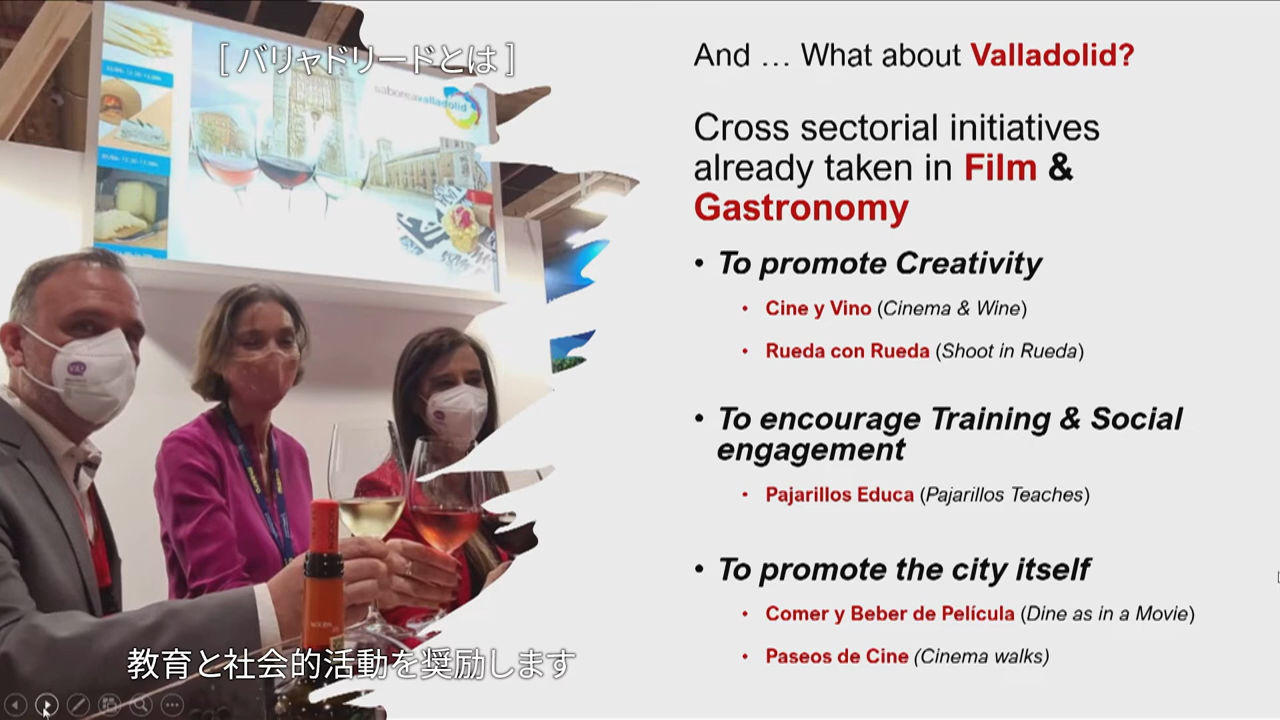 [ バリャドリードとは ]
saboreavalladolid
And … What about Valladolid?
Cross sectorial initiatives
already taken in Film &
Gastronomy
• To promote Creativity
• Cine y Vino (Cinema & Wine)
• Rueda con Rueda (Shoot in Rueda)
• To encourage Training & Social
engagement
• Pajarillos Educa (Pajarillos Teaches)
• To promote the city itself
• Comer y Beber de Película (Dine as in a Movie)
• Paseos de Cine (Cinema walks)
教育と社会的活動を奨励します